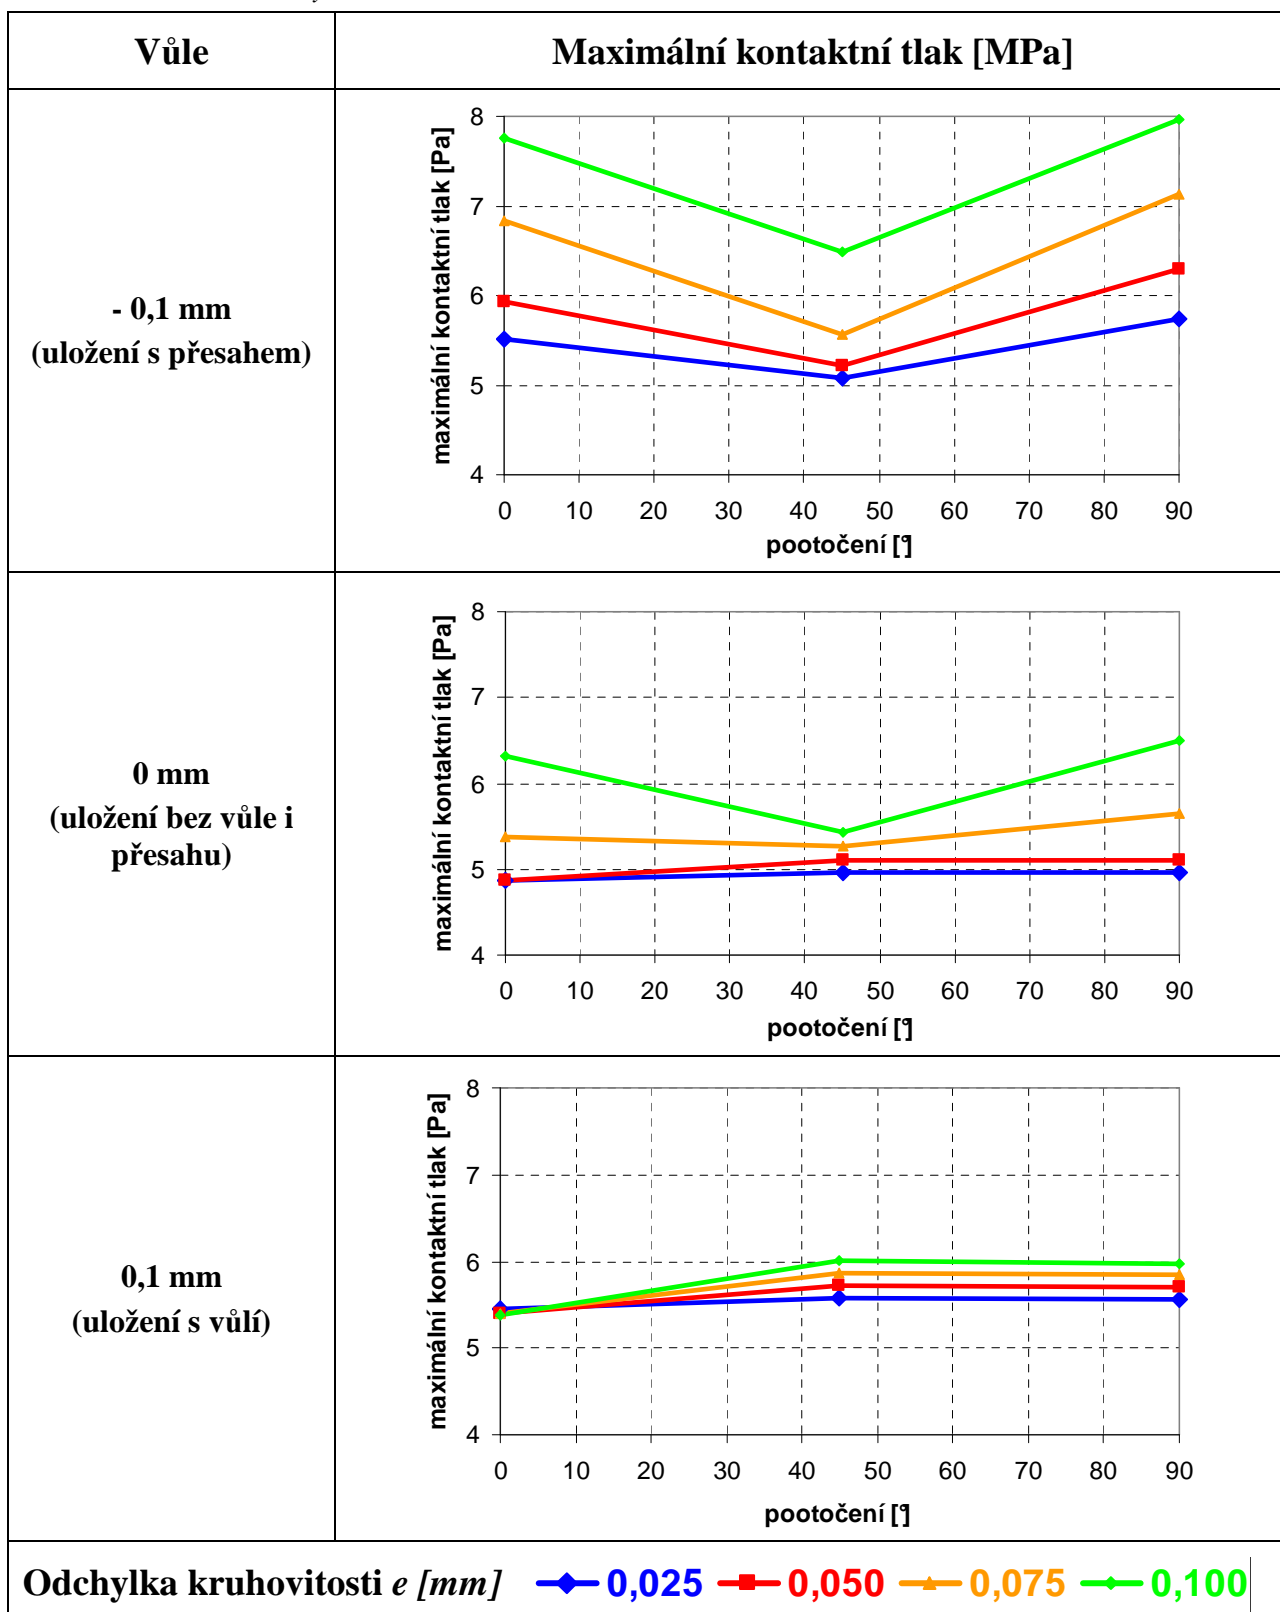 Vůle
Maximální kontaktní tlak [MPa]
- 0,1 mm
(uložení s přesahem)
maximální kontaktní tlak [Pa]
8
7
6
5
4
0 10 20 30 40 50 60 70 80 90
pootočení [°]
0 mm
(uložení bez vůle i
přesahu)
maximální kontaktní tlak [Pa]
8
7
6
5
4
0 10 20 30 40 50 60 70 80 90
pootočení [°]
0,1 mm
(uložení s vůlí)
maximální kontaktní tlak [Pa]
8
7
6
5
4
0 10 20 30 40 50 60 70 80 90
pootočení [°]
Odchylka kruhovitosti e [mm] 0,025 0,050 0,075 0,100